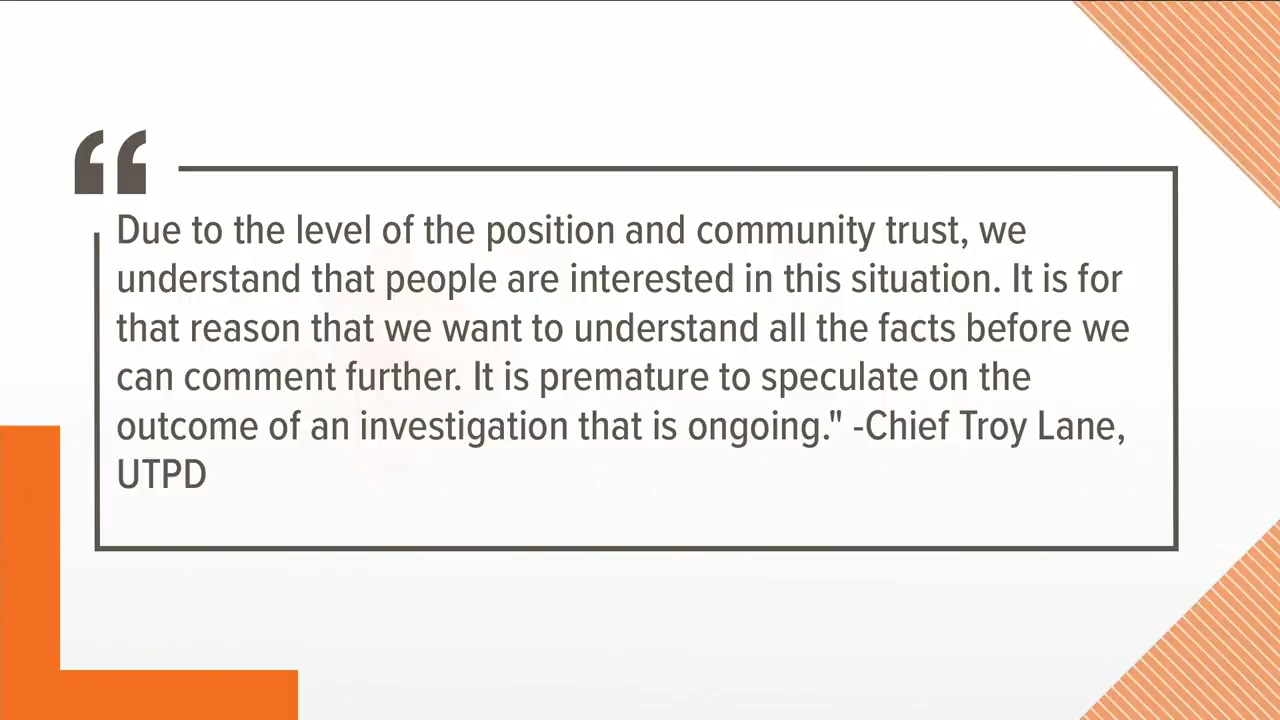 “
Due to the level of the position and community trust, we
understand that people are interested in this situation. It is for
that reason that we want to understand all the facts before we
can comment further. It is premature to speculate on the
outcome of an investigation that is ongoing." -Chief Troy Lane,
UTPD